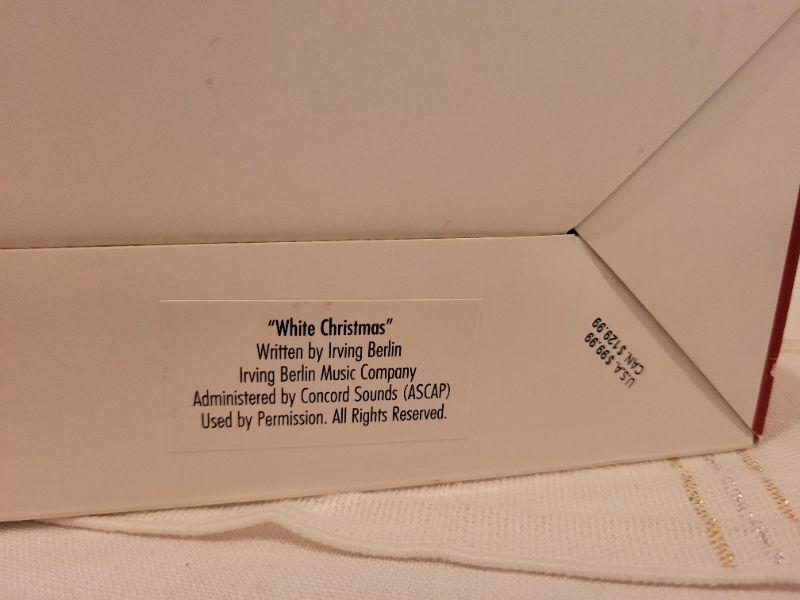 “White Christmas”
Written by Irving Berlin
Irving Berlin Music Company
Administered by Concord Sounds (ASCAP)
Used by Permission. All Rights Reserved.
U.S.A. $99.99
CAN. $129.99